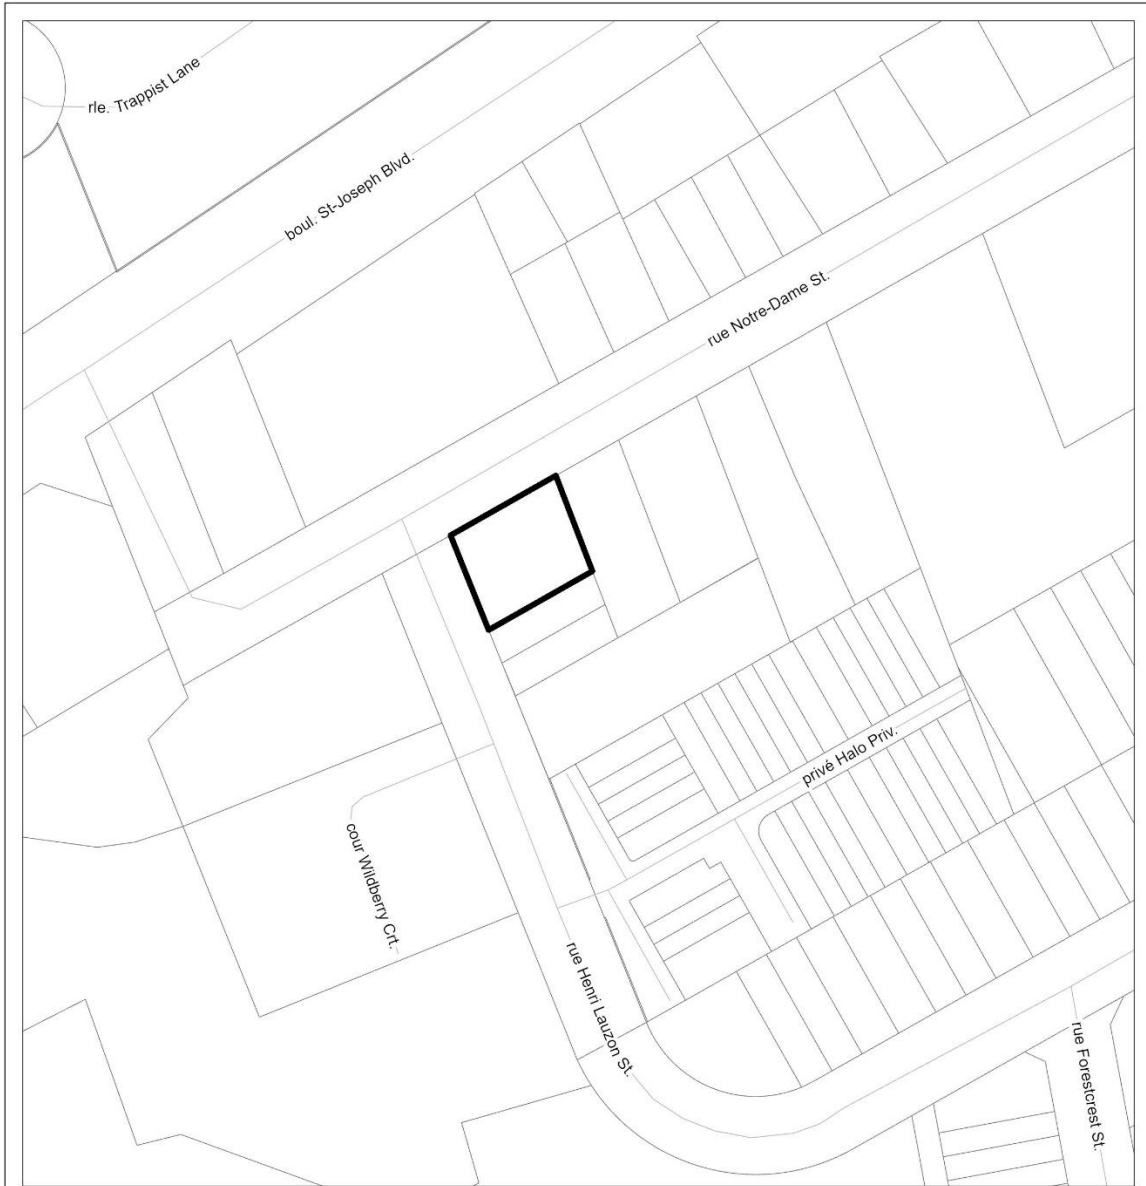 rle. Trappist Lane
boul. St-Joseph Blvd.
rue Notre-Dame St.
privé Halo Priv.
cour Wildberry Crt.
rue Henri Lauzon St.
rue Forestcrest St.